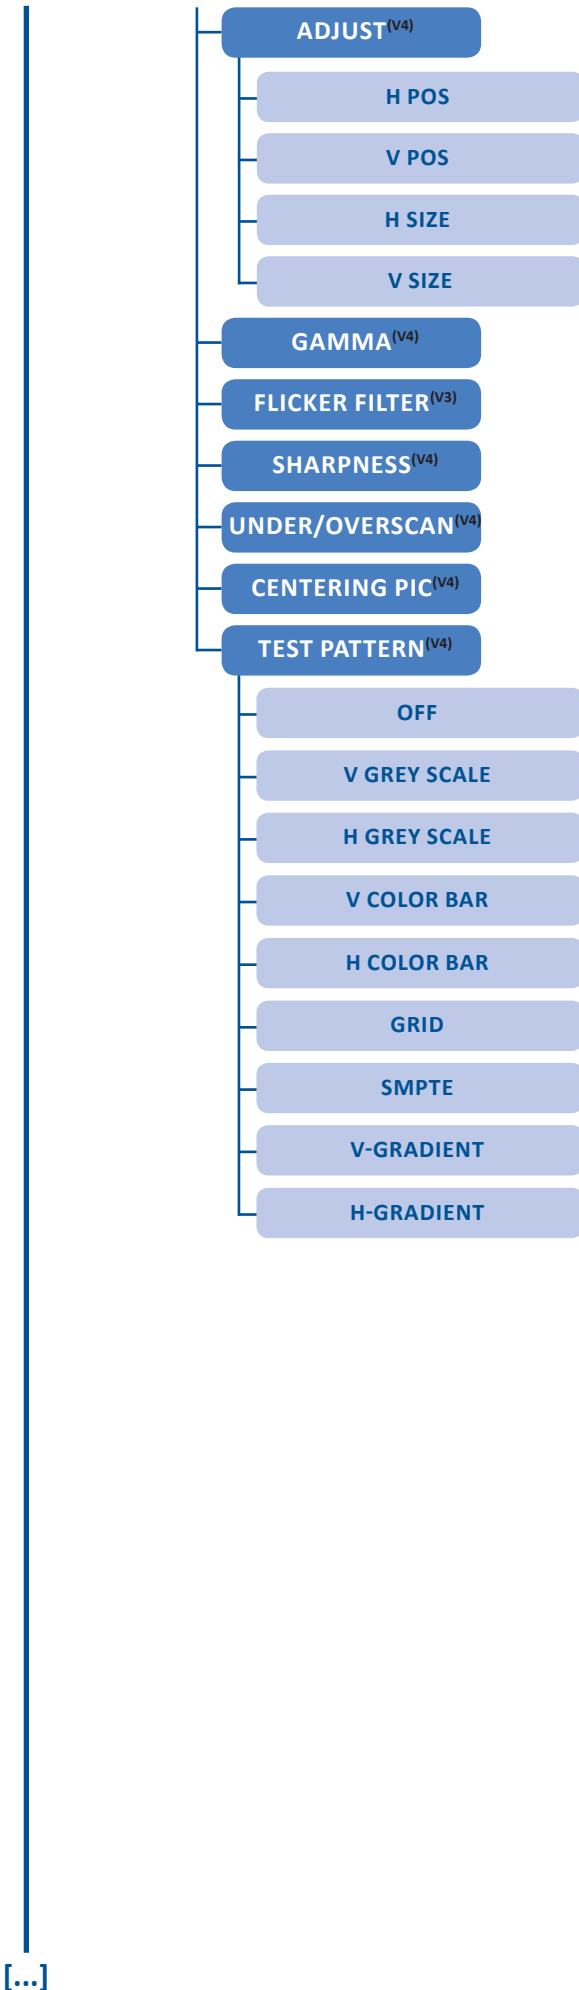 ADJUST(V4)
H POS
V POS
H SIZE
V SIZE
GAMMA(V4)
FLICKER FILTER(V3)
SHARPNESS(V4)
UNDER/OVERSCAN(V4)
CENTERING PIC(V4)
TEST PATTERN(V4)
OFF
V GREY SCALE
H GREY SCALE
V COLOR BAR
H COLOR BAR
GRID
SMPTE
V-GRADIENT
H-GRADIENT
[...]